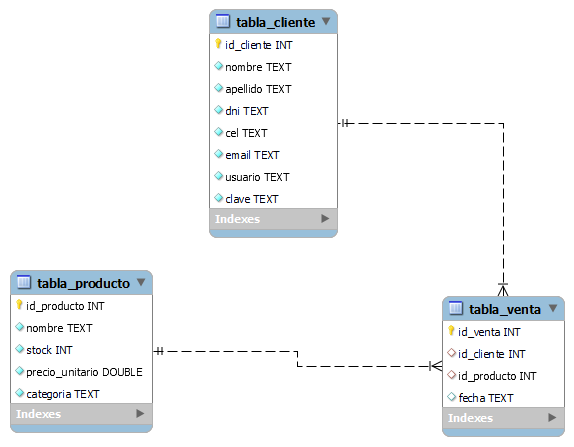 tabla_cliente
id_cliente INT
nombre TEXT
apellido TEXT
dni TEXT
cel TEXT
email TEXT
usuario TEXT
clave TEXT
Indexes
tabla_producto
id_producto INT
nombre TEXT
stock INT
precio_unitario DOUBLE
categoria TEXT
Indexes
tabla_venta
id_venta INT
id_cliente INT
id_producto INT
fecha TEXT
Indexes